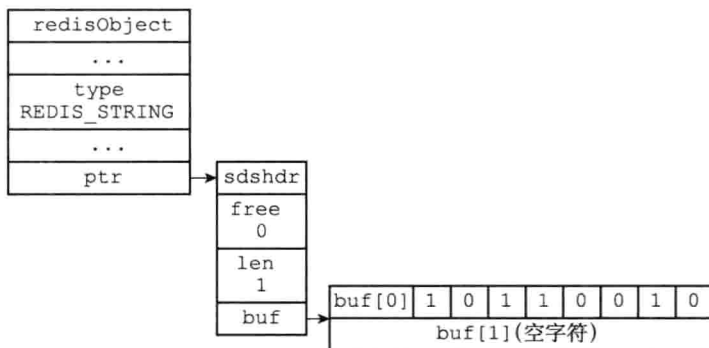 redisObject
...
type
REDIS_STRING
...
ptr
sdshdr
free
0
len
1
buf
buf[0] 1 0 1 1 0 0 1 0
buf[1](空字符)